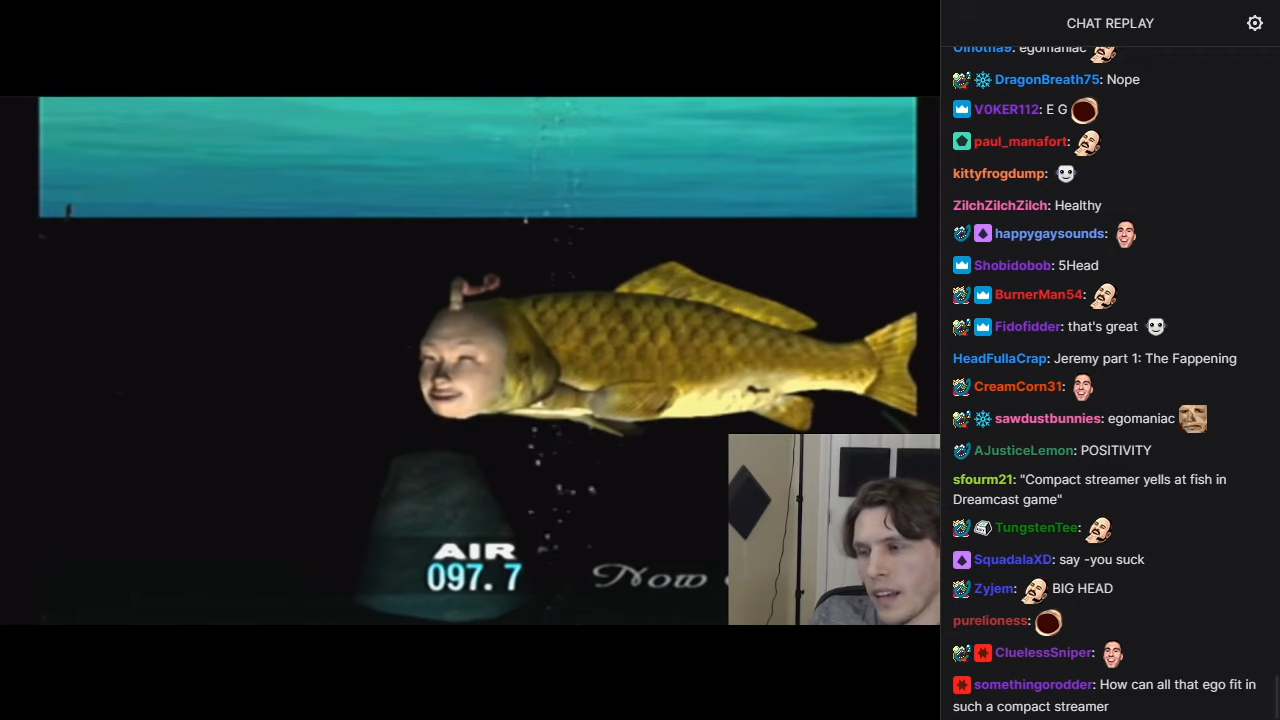 CHAT REPLAY
Olhotha9: egomaniac
DragonBreath75: Nope
V0KER112: E G
paul_manafort:
kittyfrogdump:
ZilchZilchZilch: Healthy
happygaysounds:
Shobidobob: 5Head
BurnerMan54:
Fidofidder: that's great
HeadFullaCrap: Jeremy part 1: The Fappening
CreamCorn31:
sawdustbunnies: egomaniac
AJusticeLemon: POSITIVITY
sfourm21: "Compact streamer yells at fish in
Dreamcast game"
TungstenTee:
SquadalaXD: say -you suck
Zyjem: BIG HEAD
purelioness:
CluelessSniper:
somethingorodder: How can all that ego fit in
such a compact streamer
AIR
097.7
Now